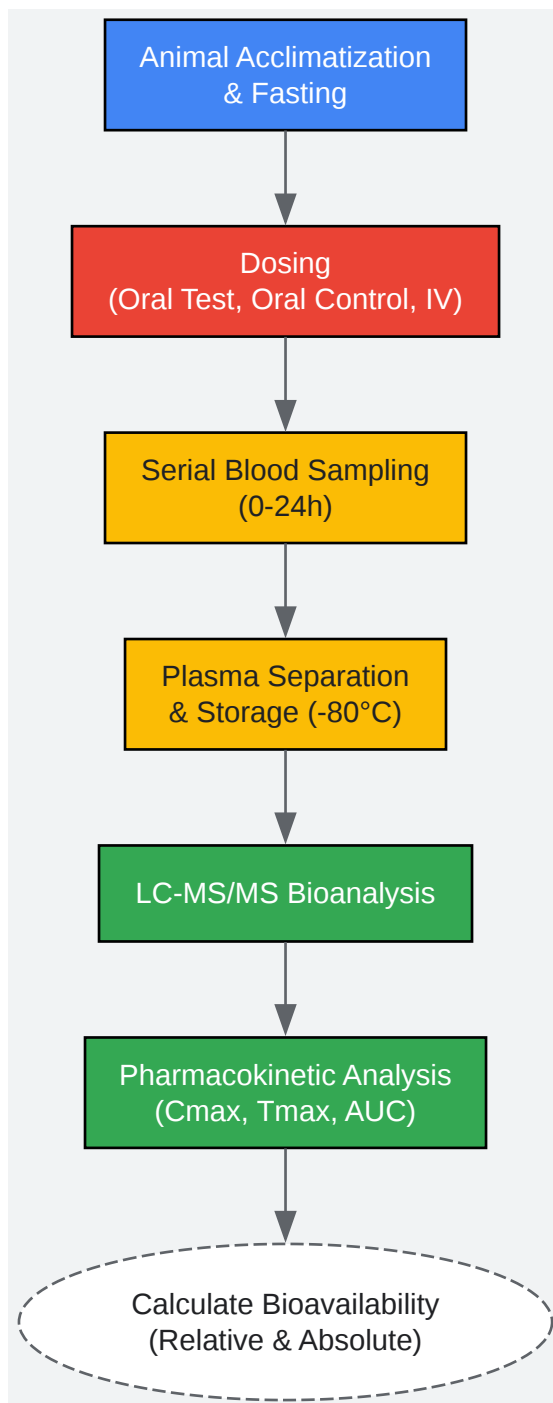 Animal Acclimatization
& Fasting
Dosing
(Oral Test, Oral Control, IV)
Serial Blood Sampling
(0-24h)
Plasma Separation
& Storage (-80°C)
LC-MS/MS Bioanalysis
Pharmacokinetic Analysis
(Cmax, Tmax, AUC)
Calculate Bioavailability
(Relative & Absolute)